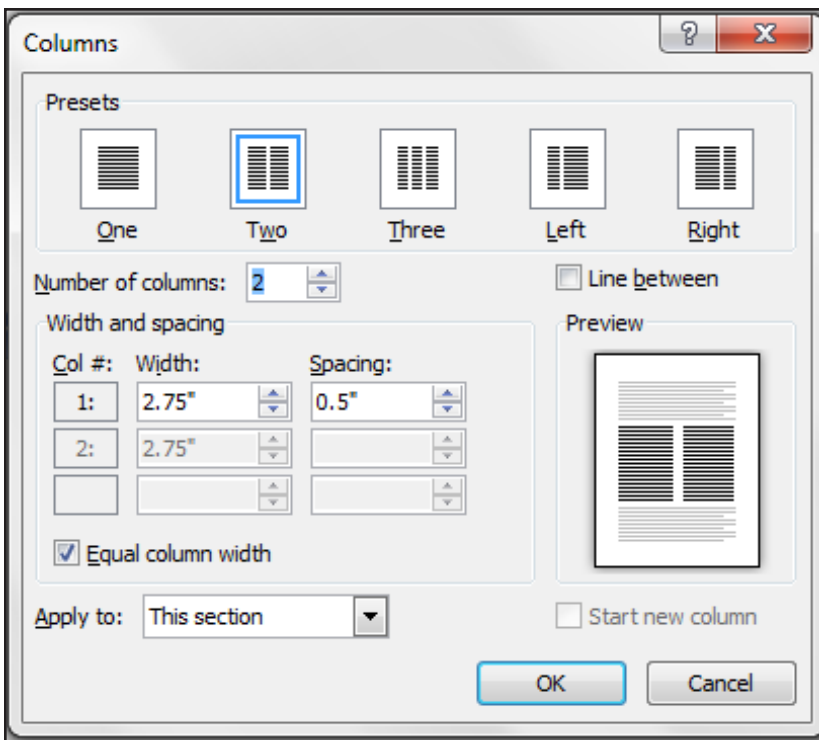 Columns
Presets
One Two Three Left Right
Number of columns: 2 Line between
Width and spacing Preview
Col #: Width: Spacing:
1: 2.75" 0.5"
2: 2.75"
Equal column width
Apply to: This section Start new column
OK Cancel